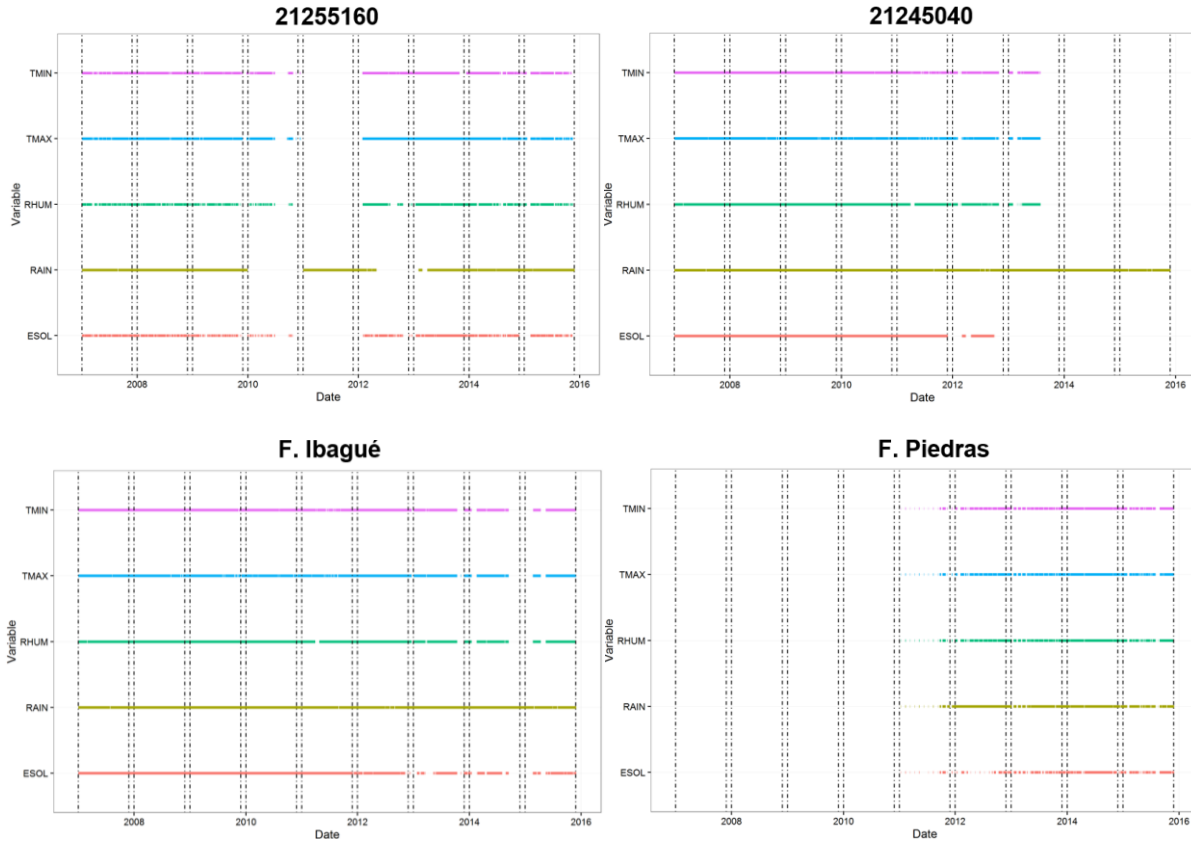 21255160
Variable
TMIN
TMAX
RHUM
RAIN
ESOL
2008 2010 2012 2014 2016
Date
21245040
Variable
TMIN
TMAX
RHUM
RAIN
ESOL
2008 2010 2012 2014 2016
Date
F. Ibagué
Variable
TMIN
TMAX
RHUM
RAIN
ESOL
2008 2010 2012 2014 2016
Date
F. Piedras
Variable
TMIN
TMAX
RHUM
RAIN
ESOL
2008 2010 2012 2014 2016
Date